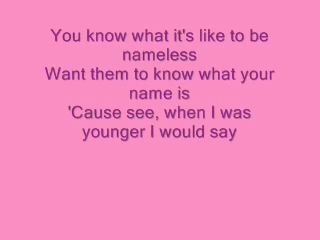 You know what it's like to be
nameless
Want them to know what your
name is
'Cause see, when I was
younger I would say